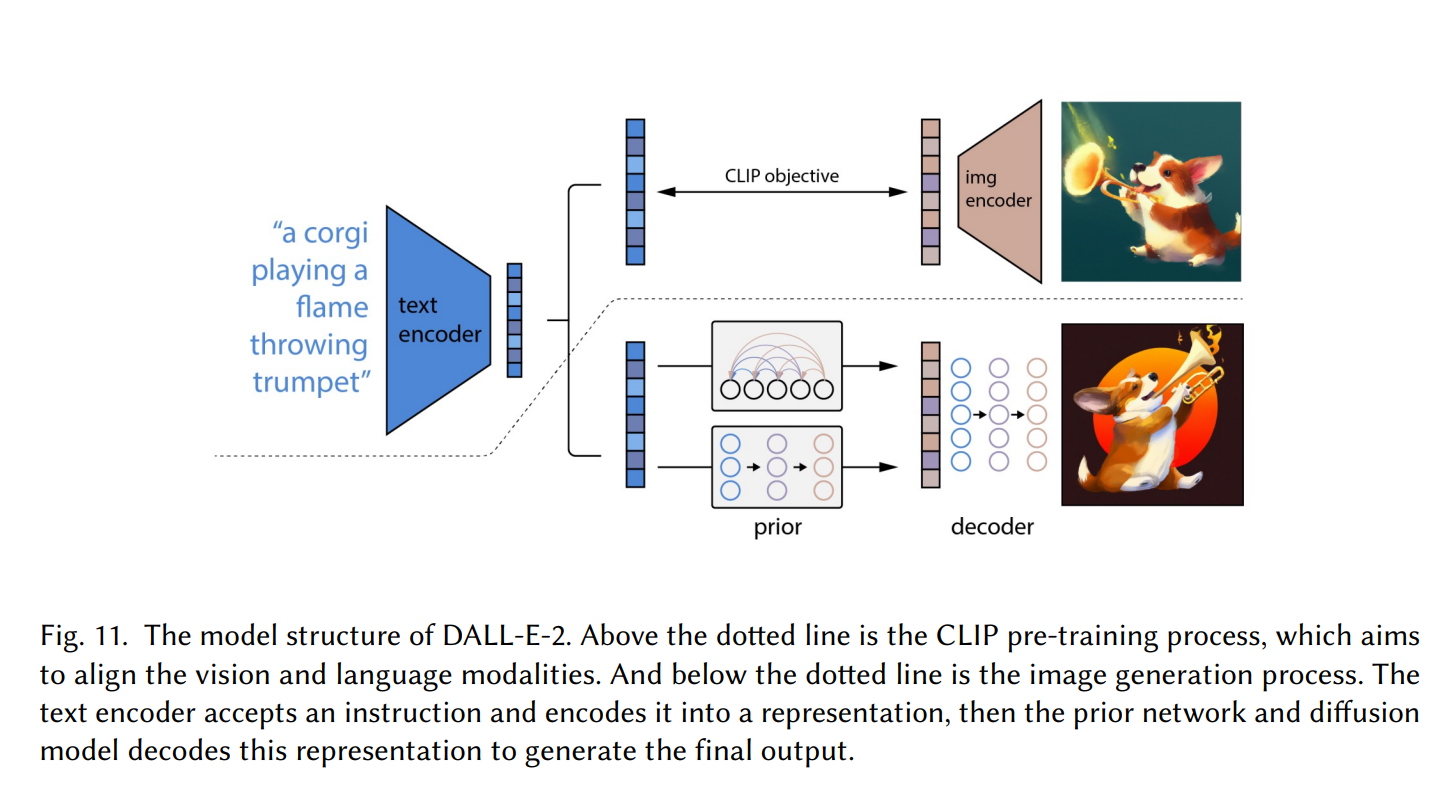 “a corgi
playing a
flame
throwing
trumpet”
text
encoder
CLIP objective
img
encoder
prior
decoder
Fig. 11. The model structure of DALL-E-2. Above the dotted line is the CLIP pre-training process, which aims
to align the vision and language modalities. And below the dotted line is the image generation process. The
text encoder accepts an instruction and encodes it into a representation, then the prior network and diffusion
model decodes this representation to generate the final output.